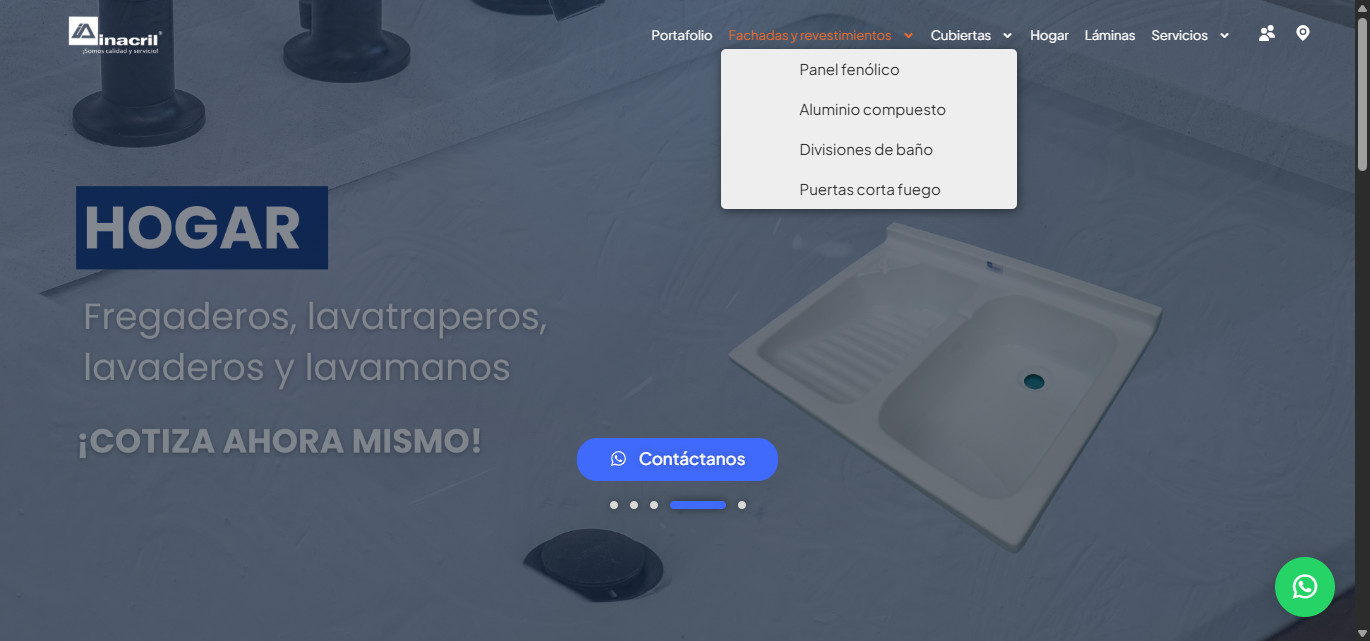 inacril®
¡Somos calidad y servicio!
Portafolio Fachadas y revestimientos Cubiertas Hogar Láminas Servicios
Panel fenólico
Aluminio compuesto
Divisiones de baño
Puertas corta fuego
HOGAR
Fregaderos, lavatraperos,
lavaderos y lavamanos
¡COTIZA AHORA MISMO!
Contáctanos